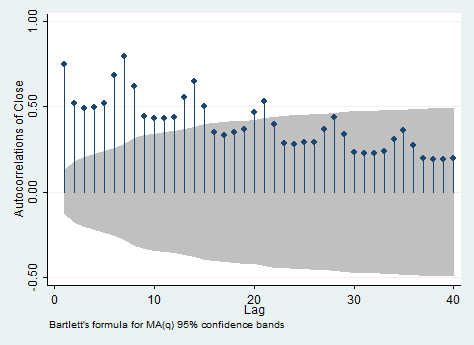 Autocorrelations of Close
1.00
0.50
0.00
-0.50
0 10 20 30 40
Lag
Bartlett's formula for MA(q) 95% confidence bands